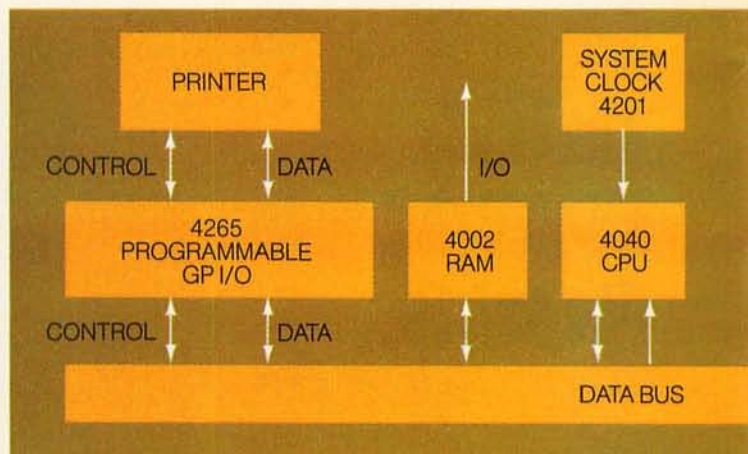 PRINTER
SYSTEM
CLOCK
4201
CONTROL
DATA
I/O
4265
PROGRAMMABLE
GP I/O
4002
RAM
4040
CPU
CONTROL
DATA
DATA BUS